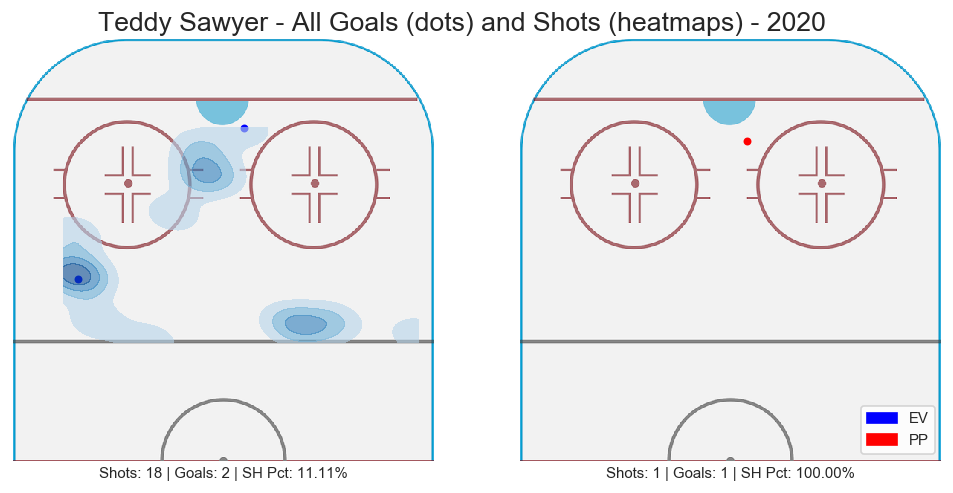 Teddy Sawyer - All Goals (dots) and Shots (heatmaps) - 2020
EV
PP
Shots: 18 | Goals: 2 | SH Pct: 11.11%
Shots: 1 | Goals: 1 | SH Pct: 100.00%